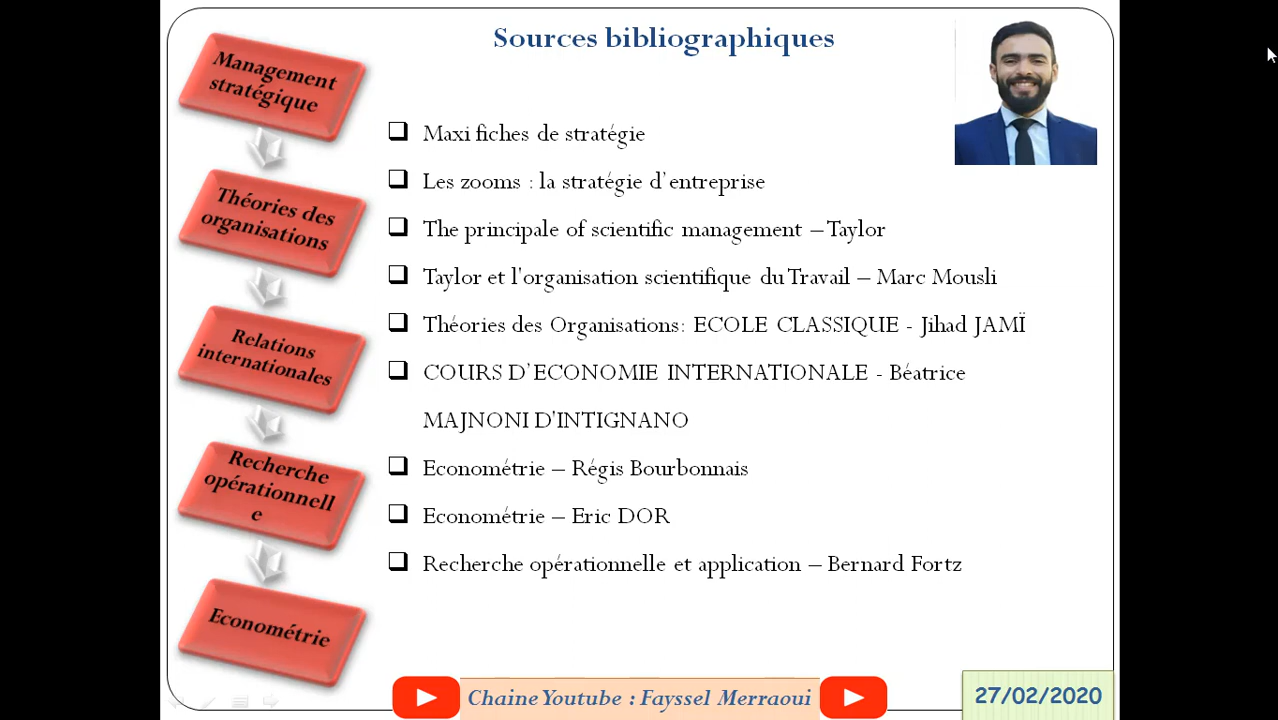 Sources bibliographiques
Management
stratégique
Théories des
organisations
Relations
internationales
Recherche
opérationnell
e
Econométrie
Maxi fiches de stratégie
Les zooms : la stratégie d'entreprise
The principale of scientific management – Taylor
Taylor et l'organisation scientifique du Travail – Marc Mousli
Théories des Organisations: ECOLE CLASSIQUE - Jihad JAMÏ
COURS D'ECONOMIE INTERNATIONALE - Béatrice
MAJNONI D'INTIGNANO
Econométrie – Régis Bourbonnais
Econométrie – Eric DOR
Recherche opérationnelle et application – Bernard Fortz
Chaine Youtube : Fayssel Merraoui
27/02/2020